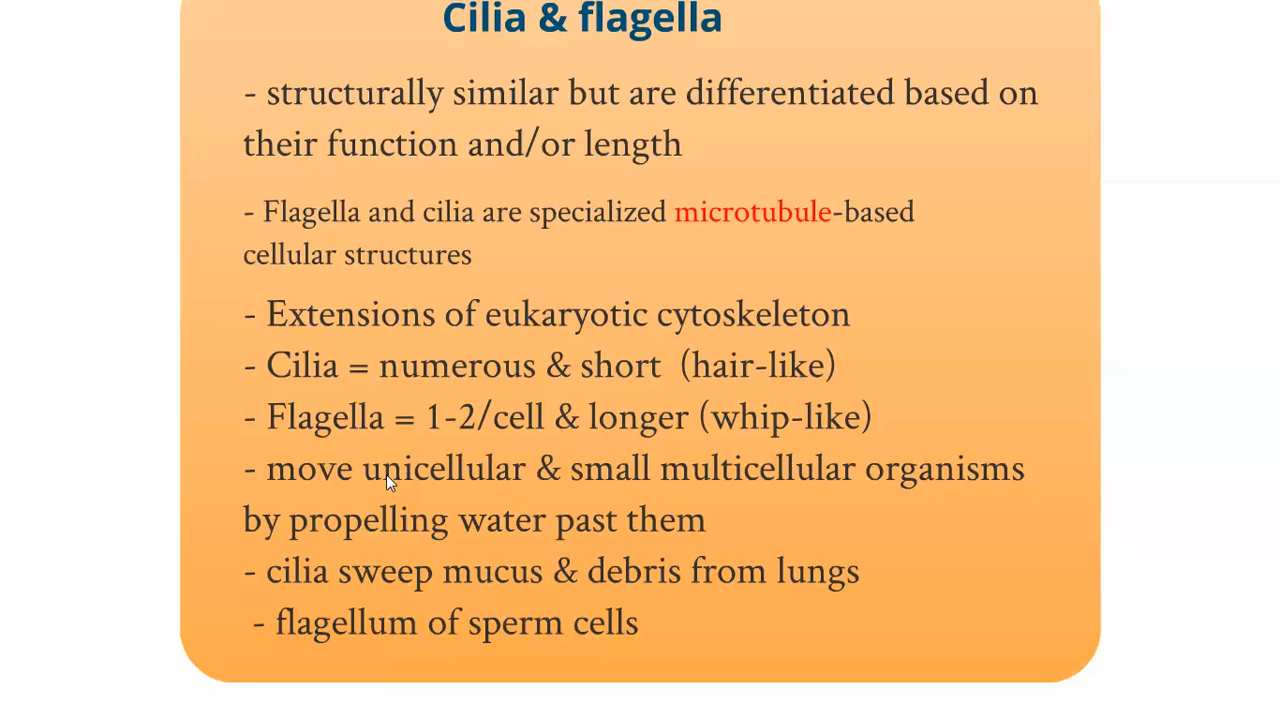 Cilia & flagella
- structurally similar but are differentiated based on
their function and/or length
- Flagella and cilia are specialized microtubule-based
cellular structures
- Extensions of eukaryotic cytoskeleton
- Cilia = numerous & short  (hair-like)
- Flagella = 1-2/cell & longer (whip-like)
- move unicellular & small multicellular organisms
by propelling water past them
- cilia sweep mucus & debris from lungs
- flagellum of sperm cells